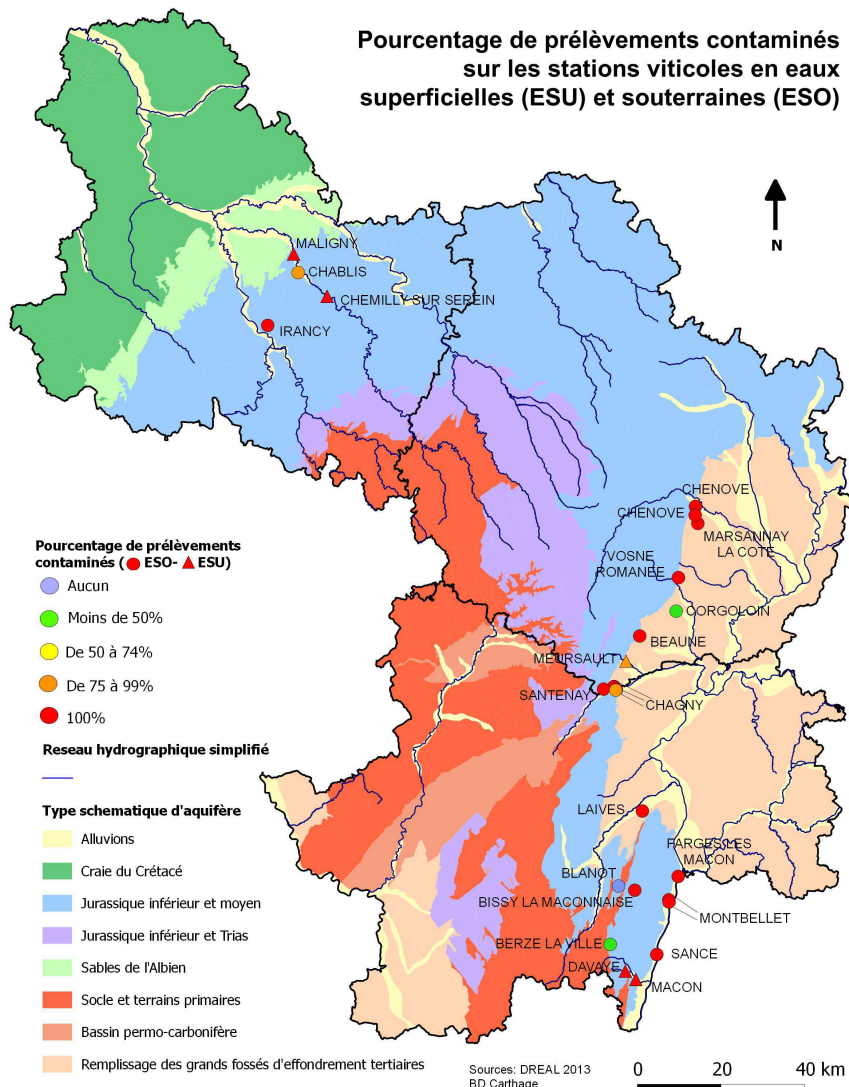 Pourcentage de prélèvements contaminés
sur les stations viticoles en eaux
superficielles (ESU) et souterraines (ESO)
N
MALIGNY
CHABLIS
CHEMILLY SUR SEREIN
IRANCY
CHENOVE
CHENOVE
MARSANNAY
LA COTE
VOSNE
ROMANEE
CORGOLOIN
BEAUNE
MEURSAULT
SANTENAY
CHAGNY
LAIVES
FARGES LES
MACON
BLANOT
BISSY LA MACONNAISE
MONTBELLET
BERZE LA VILLE
SANCE
DAVAYE
MACON
Pourcentage de prélèvements
contaminés ( ESO- ESU)
Aucun
Moins de 50%
De 50 à 74%
De 75 à 99%
100%
Reseau hydrographique simplifié
Type schematique d'aquifère
Alluvions
Craie du Crétacé
Jurassique inférieur et moyen
Jurassique inférieur et Trias
Sables de l'Albien
Socle et terrains primaires
Bassin permo-carbonifère
Remplissage des grands fossés d'effondrement tertiaires
Sources: DREAL 2013
BD Carthage
0 20 40 km